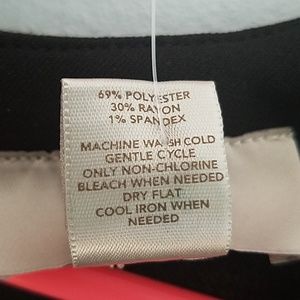 69% POLYESTER
30% RAYON
1% SPANDEX
MACHINE WASH COLD
GENTLE CYCLE
ONLY NON-CHLORINE
BLEACH WHEN NEEDED
DRY FLAT
COOL IRON WHEN
NEEDED